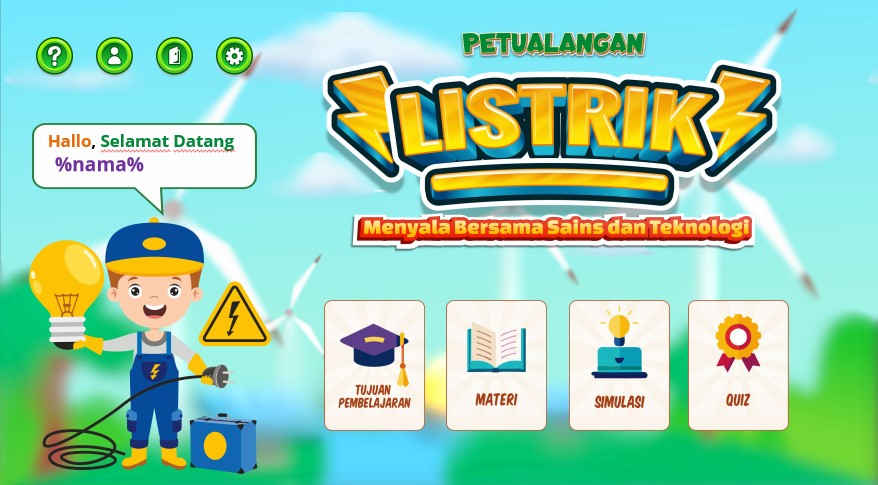 PETUALANGAN
LISTRIK
Menyala Bersama Sains dan Teknologi
Hallo, Selamat Datang
%nama%
TUJUAN
PEMBELAJARAN
MATERI
SIMULASI
QUIZ